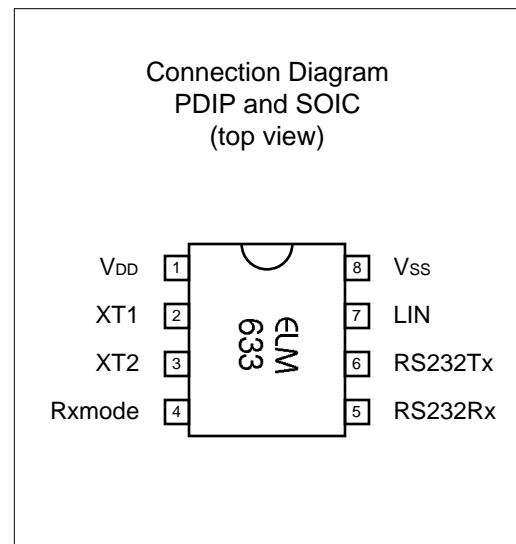 Connection Diagram
PDIP and SOIC
(top view)
VDD 1 8 VSS
XT1 2 7 LIN
XT2 3 6 RS232Tx
Rxmode 4 5 RS232Rx
ELM
633